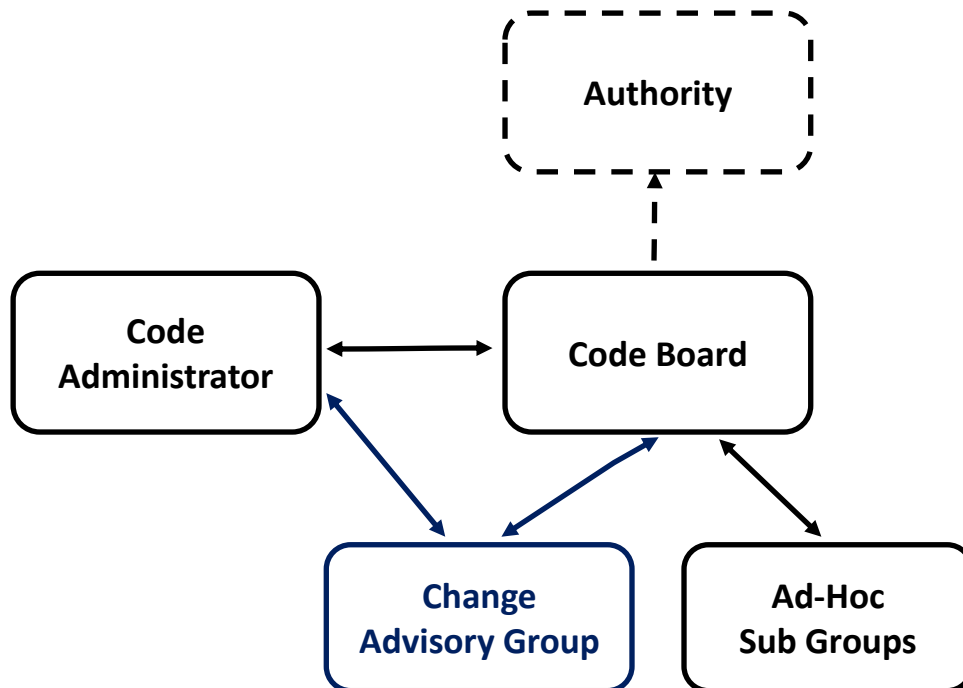 Authority
Code
Administrator
Code Board
Change
Advisory Group
Ad-Hoc
Sub Groups